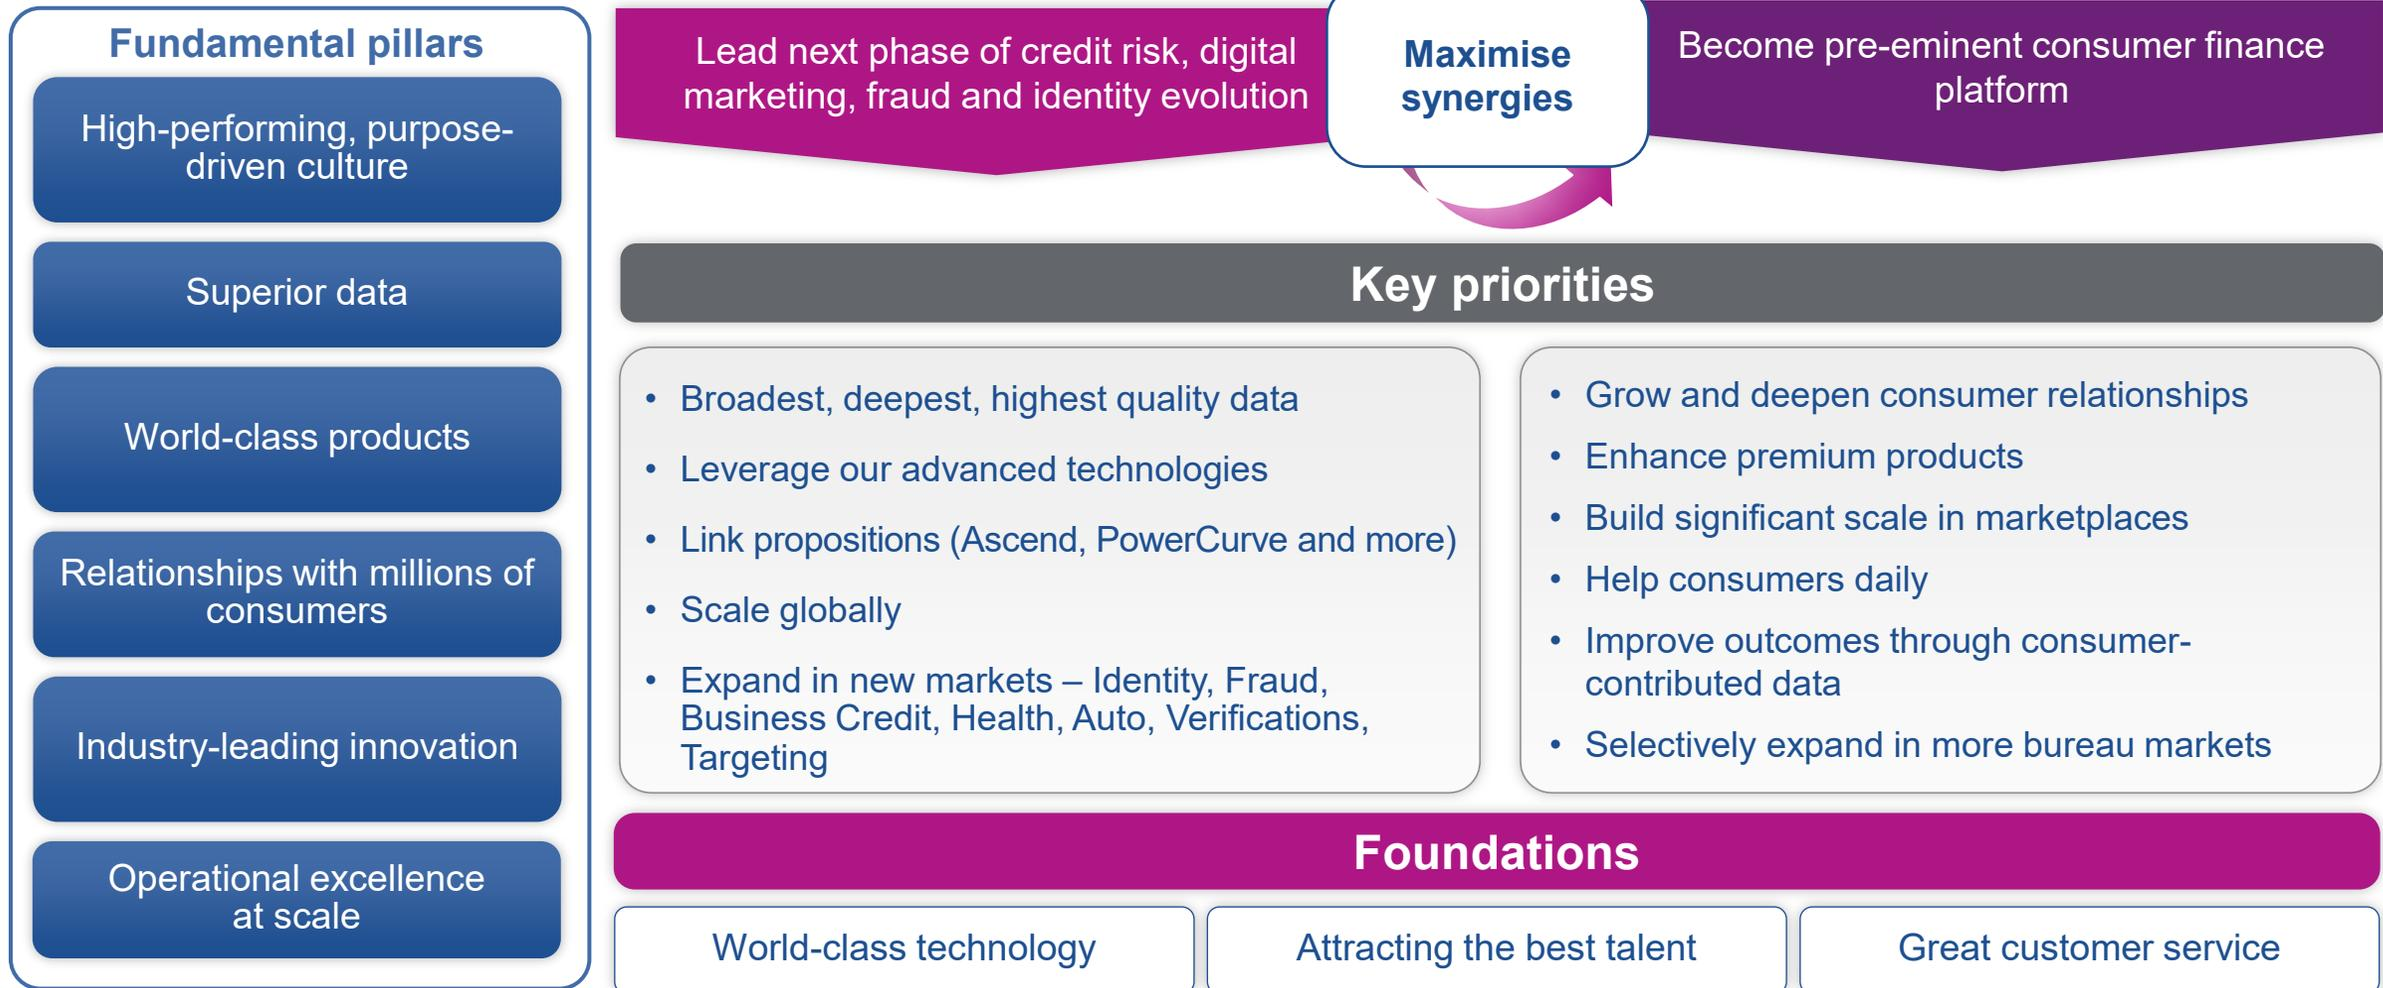 Fundamental pillars
High-performing, purpose-
driven culture
Superior data
World-class products
Relationships with millions of
consumers
Industry-leading innovation
Operational excellence
at scale
Lead next phase of credit risk, digital
marketing, fraud and identity evolution
Maximise
synergies
Become pre-eminent consumer finance
platform
Key priorities
• Broadest, deepest, highest quality data
• Leverage our advanced technologies
• Link propositions (Ascend, PowerCurve and more)
• Scale globally
• Expand in new markets – Identity, Fraud,
Business Credit, Health, Auto, Verifications,
Targeting
• Grow and deepen consumer relationships
• Enhance premium products
• Build significant scale in marketplaces
• Help consumers daily
• Improve outcomes through consumer-
contributed data
• Selectively expand in more bureau markets
Foundations
World-class technology
Attracting the best talent
Great customer service